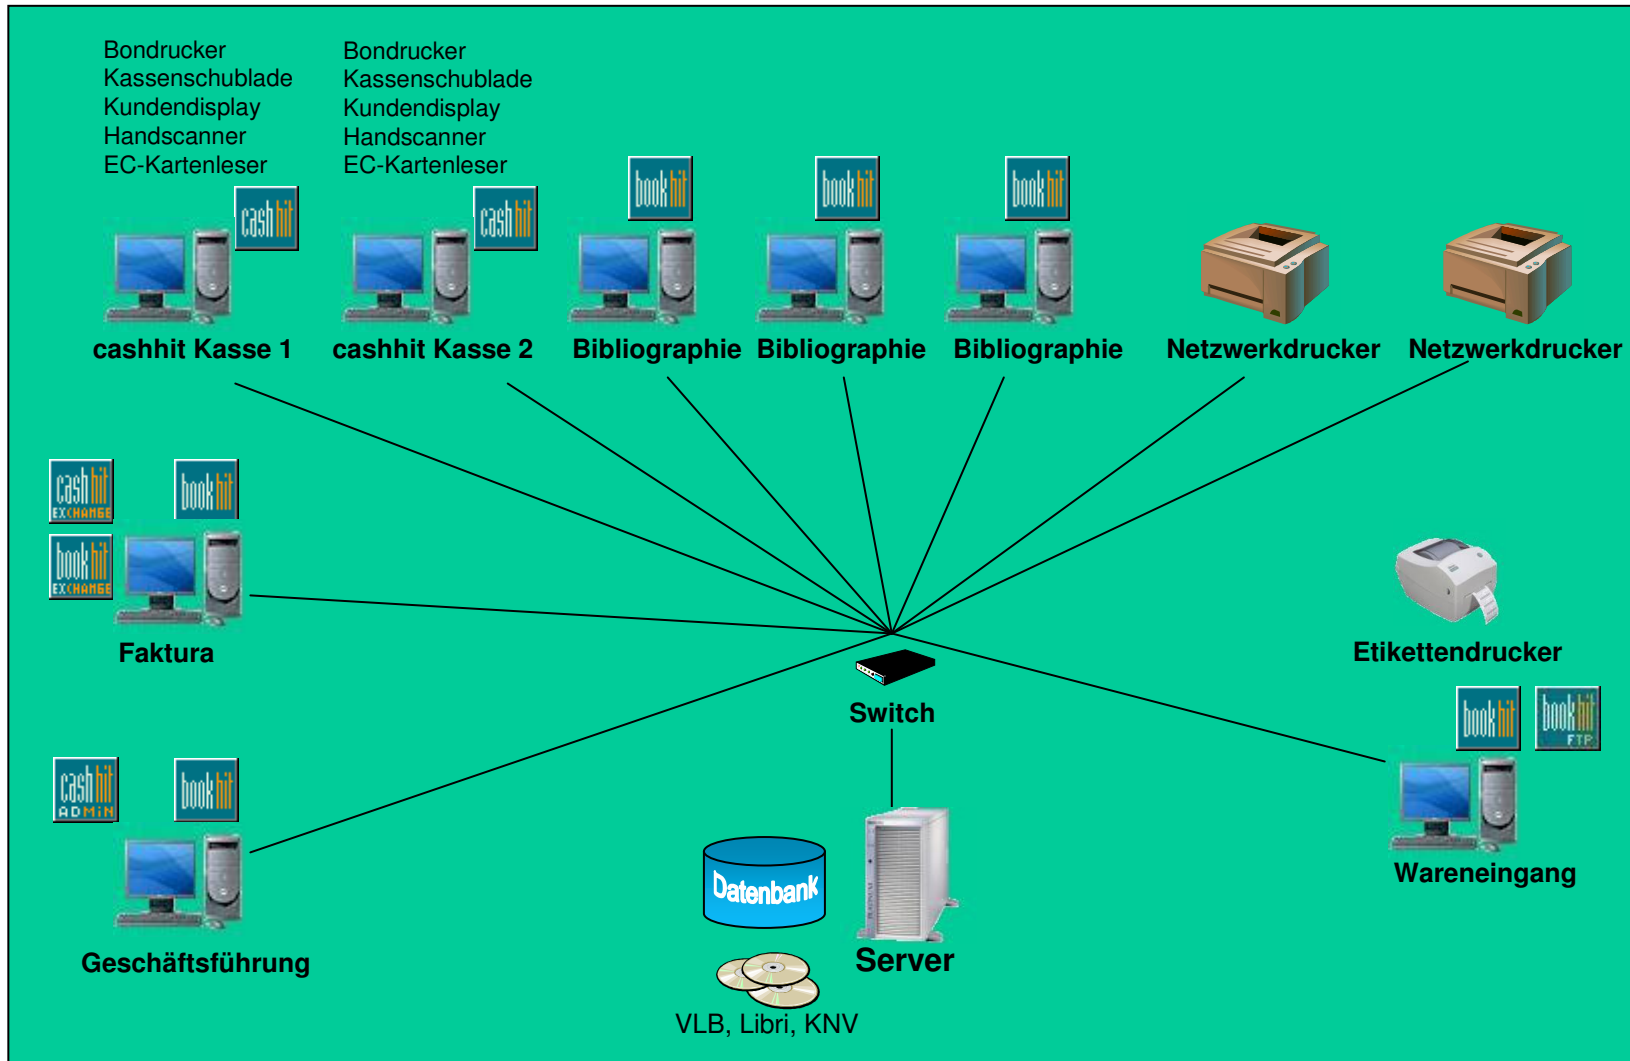 Bondrucker
Kassenschublade
Kundendisplay
Handscanner
EC-Kartenleser
Bondrucker
Kassenschublade
Kundendisplay
Handscanner
EC-Kartenleser
cash hit
cash hit
book hit
book hit
book hit
cashhit Kasse 1
cashhit Kasse 2
Bibliographie
Bibliographie
Bibliographie
Netzwerkdrucker
Netzwerkdrucker
cash hit
EXCHANGE
book hit
book hit
EXCHANGE
Faktura
Etikettendrucker
Switch
book hit
book hit
FTP
cash hit
ADMiN
book hit
Datenbank
Wareneingang
Geschäftsführung
Server
VLB, Libri, KNV